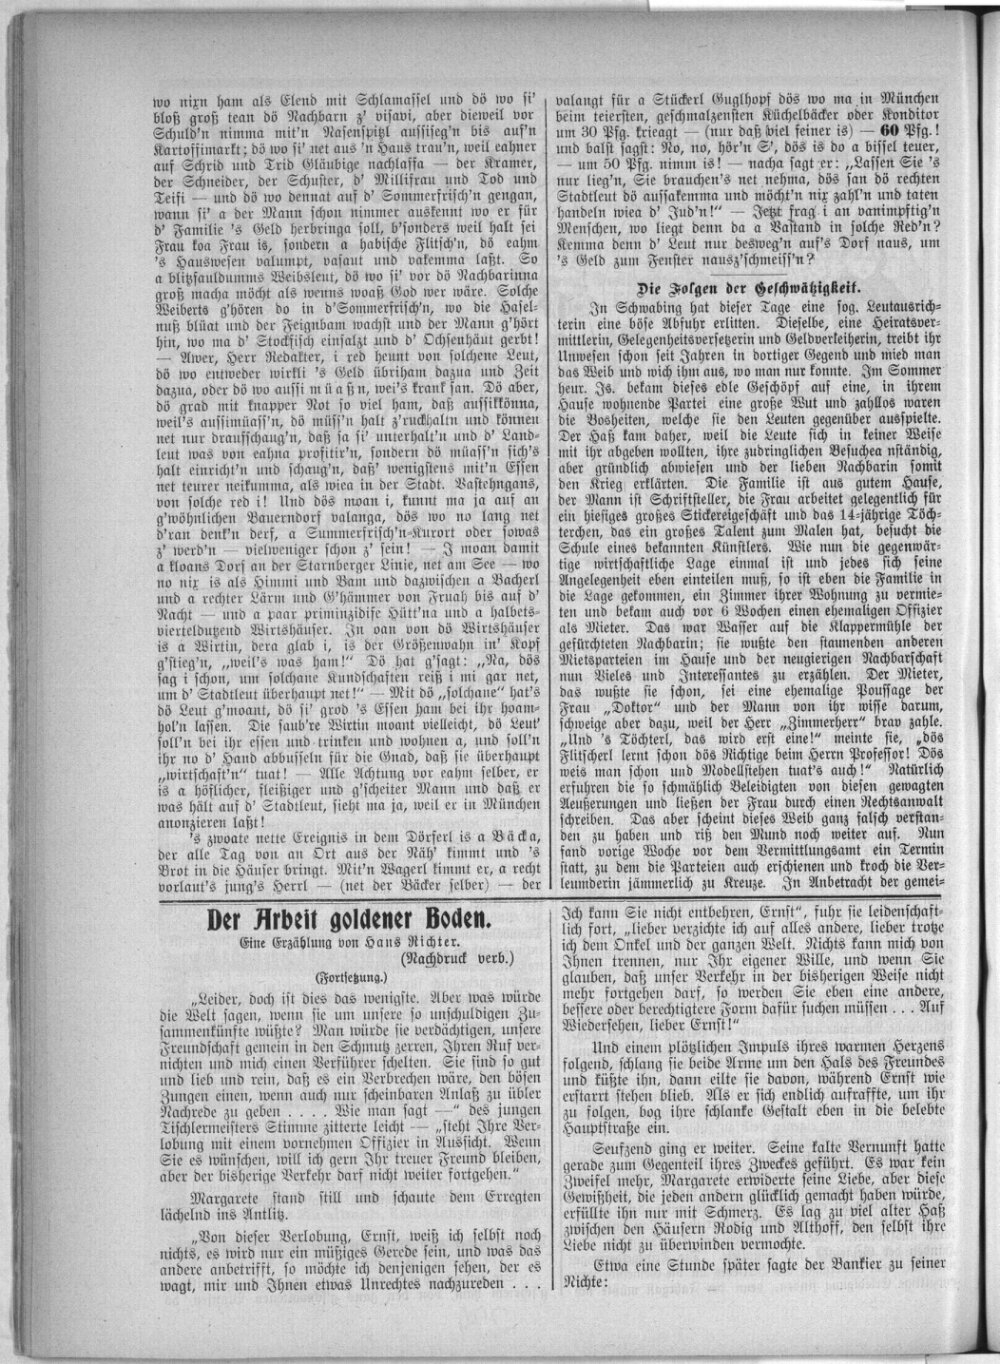 wo nixn ham als Elend mit Schlamassel und dö wo si'
bloß groß tean dö Nachbarn z' visavi, aber dieweil vor
Schuld'n nimma mit'n Nasenspitzl aussiseg'n bis auf'n
Kartoffimarkt; dö wo si' net aus 'n Haus trau'n, weil eahner
auf Schrid und Trid Gläubige nachlassa — der Kramer,
der Schneider, der Schuster, d' Millifrau und Tod und
Teifi — und dö wo dennat auf d' Sommerfrisch'n gengan,
wann si' a der Mann schon nimmer auskennt wo er für
d' Familie 's Geld herbringa soll, b'sonders weil halt sei
Frau koa Frau is, sondern a habische Flitsch'n, dö eahm
's Hauswesen valumpt, vasaut und vakemma laßt. So
a blitzsauldumms Weibsleut, dö wo si' vor dö Nachbarinna
groß macha möcht als wenns woaß God wer wäre. Solche
Weiberts g'hören do in d'Sommerfrisch'n, wo die Hasel-
nuß blüat und der Feignbam wachst und der Mann g'hört
hin, wo ma d' Stockfisch einsalzt und d' Ochsenhäut gerbt!
— Awer, Herr Redakter, i red heunt von solchene Leut,
dö wo entweder wirkli 's Geld übriham dazua und Zeit
dazua, oder dö wo aussi müaßn, wei's krank san. Dö aber,
dö grad mit knapper Not so viel ham, daß aussikönna,
weil's aussimüass'n, dö müss'n halt z'ruckhaltn und können
net nur draufschaug'n, daß sa si' unterhalt'n und d' Land-
leut was von eahna profitir'n, sondern dö müass'n sich's
halt einricht'n und schaug'n, daß' wenigstens mit'n Essen
net teurer neikumma, als wiea in der Stadt. Vastehngans,
von solche red i! Und dös moan i, kunnt ma ja auf an
g'wöhnlichen Bauerndorf valanga, dös wo no lang net
d'ran denk'n derf, a Summerfrisch'n-Kurort oder sowas
z' werd'n — vielweniger schon z' sein! — I moan damit
a kloans Dorf an der Starnberger Linie, net am See — wo
no nix is als Himmi und Bam und dazwischen a Bacherl
und a rechter Lärm und G'hämmer von Fruah bis auf d'
Nacht — und a paar priminzidise Hütt'na und a halbets-
vierteldutzend Wirtshäuser. In oan von dö Wirtshäuser
is a Wirtin, dera glab i, is der Größenwahn in' Kopf
g'stieg'n, „weil's was ham!" Dö hat g'sagt: „Na, dös
sag i schon, um solchane Kundschaften reiß i mi gar net,
um d' Stadtleut überhaupt net!" — Mit dö „solchane" hat's
dö Leut g'moant, dö si' grod 's Essen ham bei ihr hoam-
hol'n lassen. Die saub're Wirtin moant vielleicht, dö Leut'
soll'n bei ihr essen und trinken und wohnen a, und soll'n
ihr no d' Hand abbusseln für die Gnad, daß sie überhaupt
„wirtschaft'n" tuat! — Alle Achtung vor eahm selber, er
is a höflicher, fleißiger und g'scheiter Mann und daß er
was hält auf d' Stadtleut, sieht ma ja, weil er in München
anonzieren laßt!
's zwoate nette Ereignis in dem Dörferl is a Bäcka,
der alle Tag von an Ort aus der Näh' kimmt und 's
Brot in die Häuser bringt. Mit'n Wagerl kimmt er, a recht
vorlaut's jung's Herrl — (net der Bäcker selber) — der
valangt für a Stückerl Guglhopf dös wo ma in München
beim teiersten, geschmalzensten Küchelbäcker oder Konditor
um 30 Pfg. krieagt — (nur daß viel feiner is) — 60 Pfg.!
und balst sagst: No, no, hör'n S', dös is do a bissel teuer,
— um 50 Pfg. nimm is! — nacha sagt er: „Lassen Sie 's
nur lieg'n, Sie brauchen's net nehma, dös san dö rechten
Stadtleut dö aussakemma und möcht'n nix zahl'n und taten
handeln wiea d' Jud'n!" — Jetzt frag i an vanimpftig'n
Menschen, wo liegt denn da a Vastand in solche Red'n?
Kemma denn d' Leut nur desweg'n auf's Dorf naus, um
's Geld zum Fenster nausz'schmeiss'n?
Die Folgen der Geschwätzigkeit.
In Schwabing hat dieser Tage eine sog. Leutausrich-
terin eine böse Abfuhr erlitten. Dieselbe, eine Heiratsver-
mittlerin, Gelegenheitsversetzerin und Geldverkeiherin, treibt ihr
Unwesen schon seit Jahren in dortiger Gegend und mied man
das Weib und wich ihm aus, wo man nur konnte. Im Sommer
heur. Js. bekam dieses edle Geschöpf auf eine, in ihrem
Hause wohnende Partei eine große Wut und zahllos waren
die Bosheiten, welche sie den Leuten gegenüber ausspielte.
Der Haß kam daher, weil die Leute sich in keiner Weise
mit ihr abgeben wollten, ihre zudringlichen Besuchea nständig,
aber gründlich abwiesen und der lieben Nachbarin somit
den Krieg erklärten. Die Familie ist aus gutem Hause,
der Mann ist Schriftsteller, die Frau arbeitet gelegentlich für
ein hiesiges großes Stickereigeschäft und das 14-jährige Töch-
terchen, das ein großes Talent zum Malen hat, besucht die
Schule eines bekannten Künstlers. Wie nun die gegenwär-
tige wirtschaftliche Lage einmal ist und jedes sich seine
Angelegenheit eben einteilen muß, so ist eben die Familie in
die Lage gekommen, ein Zimmer ihrer Wohnung zu vermie-
ten und bekam auch vor 6 Wochen einen ehemaligen Offizier
als Mieter. Das war Wasser auf die Klappermühle der
gefürchteten Nachbarin; sie wußte den staunenden anderen
Mietsparteien im Hause und der neugierigen Nachbarschaft
nun Vieles und Interessantes zu erzählen. Der Mieter,
das wußte sie schon, sei eine ehemalige Poussage der
Frau „Doktor" und der Mann von ihr wisse darum,
schweige aber dazu, weil der Herr „Zimmerherr" brav zahle.
„Und 's Töchterl, das wird erst eine!" meinte sie, „dös
Flitscherl lernt schon dös Richtige beim Herrn Professor! Dös
weis man schon und Modellstehen tuat's auch!" Natürlich
erfuhren die so schmählich Beleidigten von diesen gewagten
Aeußerungen und ließen der Frau durch einen Rechtsanwalt
schreiben. Das aber scheint dieses Weib ganz falsch verstan-
den zu haben und riß den Mund noch weiter auf. Nun
fand vorige Woche vor dem Vermittlungsamt ein Termin
statt, zu dem die Parteien auch erschienen und kroch die Ver-
leumderin jämmerlich zu Kreuze. In Anbetracht der gemei-
Der Arbeit goldener Boden.
Eine Erzählung von Hans Richter.
(Nachdruck verb.)
(Fortsetzung.)
„Leider, doch ist dies das wenigste. Aber was würde
die Welt sagen, wenn sie um unsere so unschuldigen Zu-
sammenkünfte wüßte? Man würde sie verdächtigen, unsere
Freundschaft gemein in den Schmutz zerren, Ihren Ruf ver-
nichten und mich einen Verführer schelten. Sie sind so gut
und lieb und rein, daß es ein Verbrechen wäre, den bösen
Zungen einen, wenn auch nur scheinbaren Anlaß zu übler
Nachrede zu geben . . . . Wie man sagt —" des jungen
Tischlermeisters Stimme zitterte leicht — „steht Ihre Ver-
lobung mit einem vornehmen Offizier in Aussicht. Wenn
Sie es wünschen, will ich gern Ihr treuer Freund bleiben,
aber der bisherige Verkehr darf nicht weiter fortgehen."
Margarete stand still und schaute dem Erregten
lächelnd ins Antlitz.
„Von dieser Verlobung, Ernst, weiß ich selbst noch
nichts, es wird nur ein müßiges Gerede sein, und was das
andere anbetrifft, so möchte ich denjenigen sehen, der es
wagt, mir und Ihnen etwas Unrechtes nachzureden . . .
Ich kann Sie nicht entbehren, Ernst", fuhr sie leidenschaft-
lich fort, „lieber verzichte ich auf alles andere, lieber trotze
ich dem Onkel und der ganzen Welt. Nichts kann mich von
Ihnen trennen, nur Ihr eigener Wille, und wenn Sie
glauben, daß unser Verkehr in der bisherigen Weise nicht
mehr fortgehen darf, so werden Sie eben eine andere,
bessere oder berechtigtere Form dafür suchen müssen . . . Auf
Wiedersehen, lieber Ernst!"
Und einem plötzlichen Impuls ihres warmen Herzens
folgend, schlang sie beide Arme um den Hals des Freundes
und küßte ihn, dann eilte sie davon, während Ernst wie
erstarrt stehen blieb. Als er sich endlich aufraffte, um ihr
zu folgen, bog ihre schlanke Gestalt eben in die belebte
Hauptstraße ein.
Seufzend ging er weiter. Seine kalte Vernunft hatte
gerade zum Gegenteil ihres Zweckes geführt. Es war kein
Zweifel mehr, Margarete erwiderte seine Liebe, aber diese
Gewißheit, die jeden andern glücklich gemacht haben würde,
erfüllte ihn nur mit Schmerz. Es lag zu viel alter Haß
zwischen den Häusern Rodig und Althoff, den selbst ihre
Liebe nicht zu überwinden vermochte.
Etwa eine Stunde später sagte der Bankier zu seiner
Nichte: